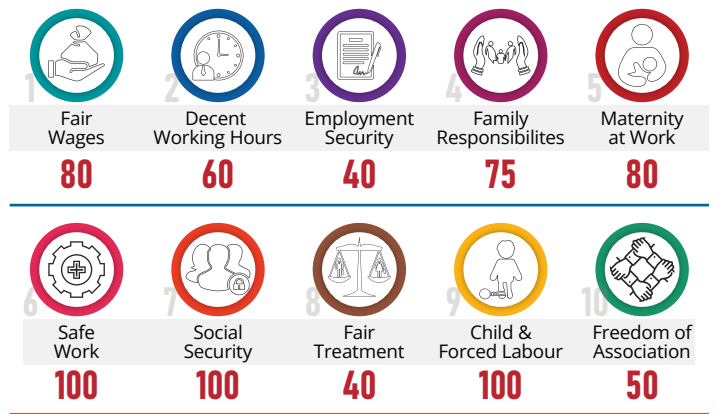 1 2 3 4 5
Fair Decent Employment Family Maternity
Wages Working Hours Security Responsibilites at Work
80 60 40 75 80
6 7 8 9 10
Safe Social Fair Child & Freedom of
Work Security Treatment Forced Labour Association
100 100 40 100 50